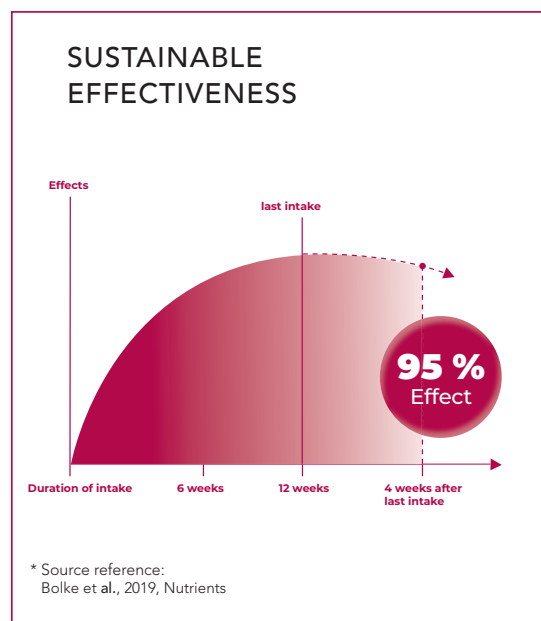 SUSTAINABLE
EFFECTIVENESS
Effects
last intake
95 %
Effect
Duration of intake
6 weeks
12 weeks
4 weeks after
last intake
* Source reference:
Bolke et al., 2019, Nutrients